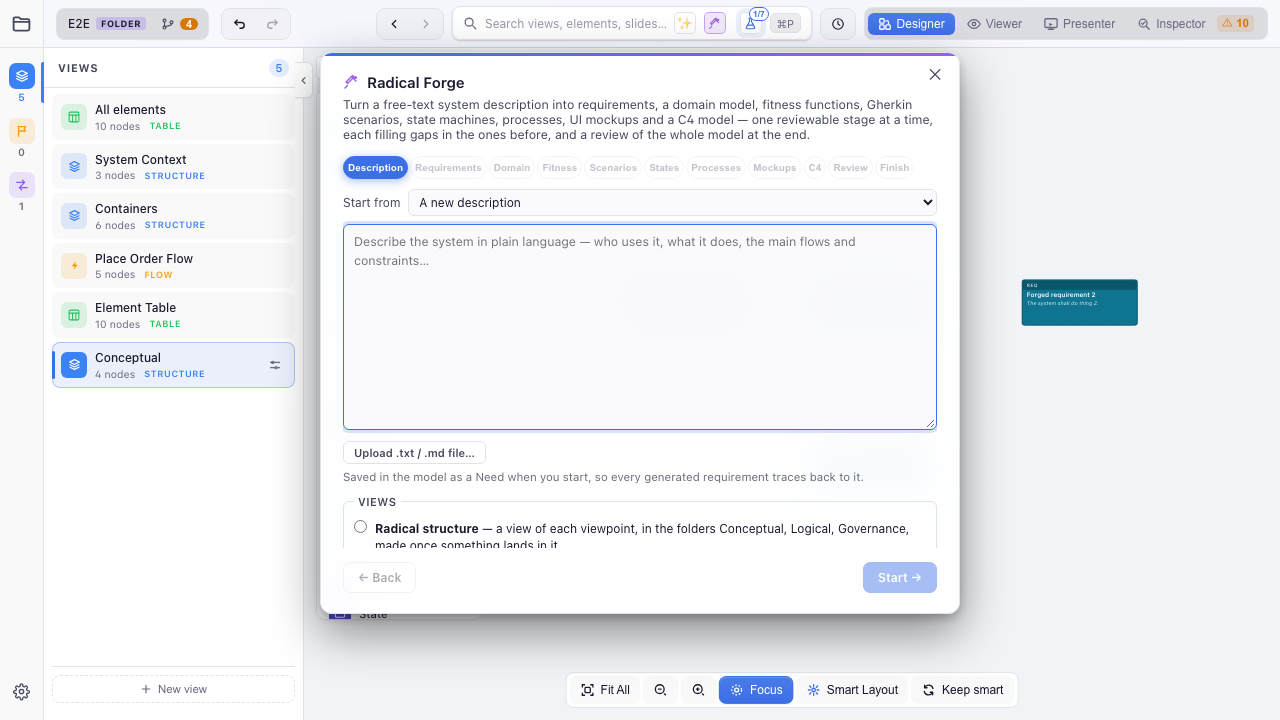 E2E FOLDER 4
Search views, elements, slides...
1/7
⌘P
Designer
Viewer
Presenter
Inspector
10
5
0
1
VIEWS 5
All elements
10 nodes TABLE
System Context
3 nodes STRUCTURE
Containers
6 nodes STRUCTURE
Place Order Flow
5 nodes FLOW
Element Table
10 nodes TABLE
Conceptual
4 nodes STRUCTURE
+ New view
Radical Forge
Turn a free-text system description into requirements, a domain model, fitness functions, Gherkin
scenarios, state machines, processes, UI mockups and a C4 model — one reviewable stage at a time,
each filling gaps in the ones before, and a review of the whole model at the end.
Description Requirements Domain Fitness Scenarios States Processes Mockups C4 Review Finish
Start from A new description
Describe the system in plain language — who uses it, what it does, the main flows and
constraints...
Upload .txt / .md file...
Saved in the model as a Need when you start, so every generated requirement traces back to it.
VIEWS
Radical structure — a view of each viewpoint, in the folders Conceptual, Logical, Governance,
made once something lands in it.
← Back
Start →
State
REQ
Forged requirement 2
The system shall do thing 2.
Fit All
Focus
Smart Layout
Keep smart